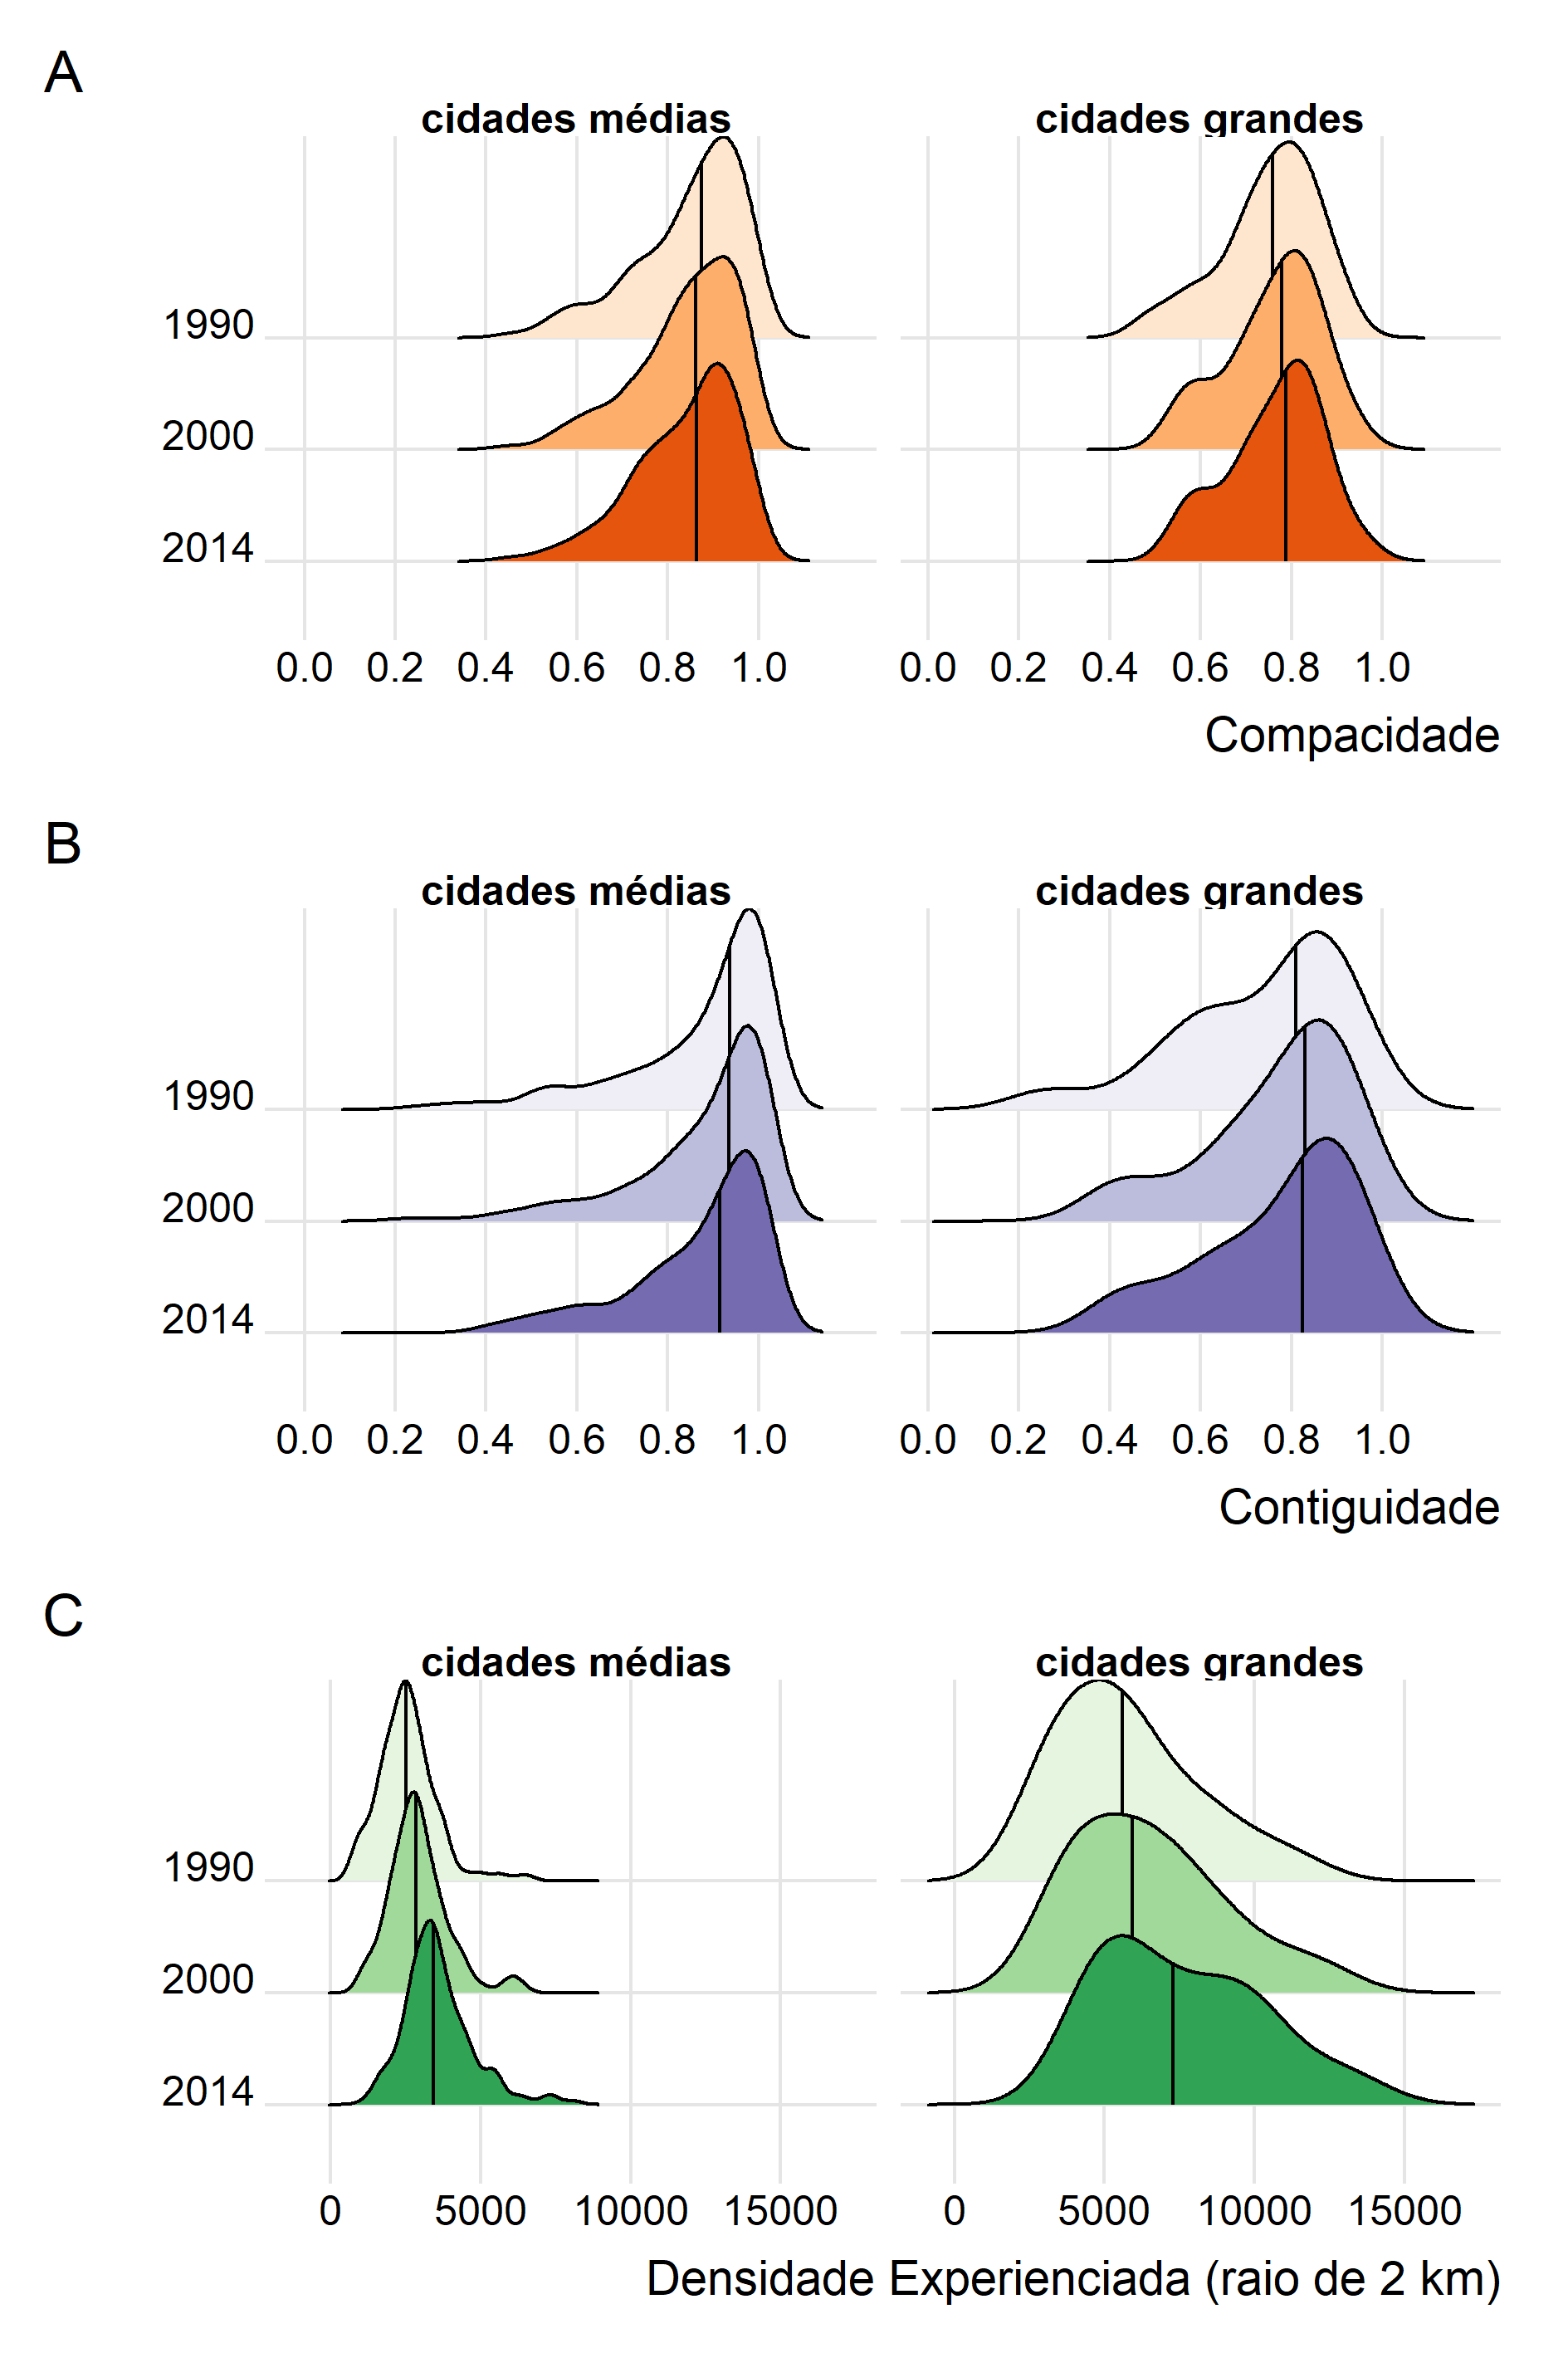 A
cidades médias cidades grandes
1990
2000
2014
0.0 0.2 0.4 0.6 0.8 1.0 0.0 0.2 0.4 0.6 0.8 1.0
Compacidade
B
cidades médias cidades grandes
1990
2000
2014
0.0 0.2 0.4 0.6 0.8 1.0 0.0 0.2 0.4 0.6 0.8 1.0
Contiguidade
C
cidades médias cidades grandes
1990
2000
2014
0 5000 10000 15000 0 5000 10000 15000
Densidade Experienciada (raio de 2 km)